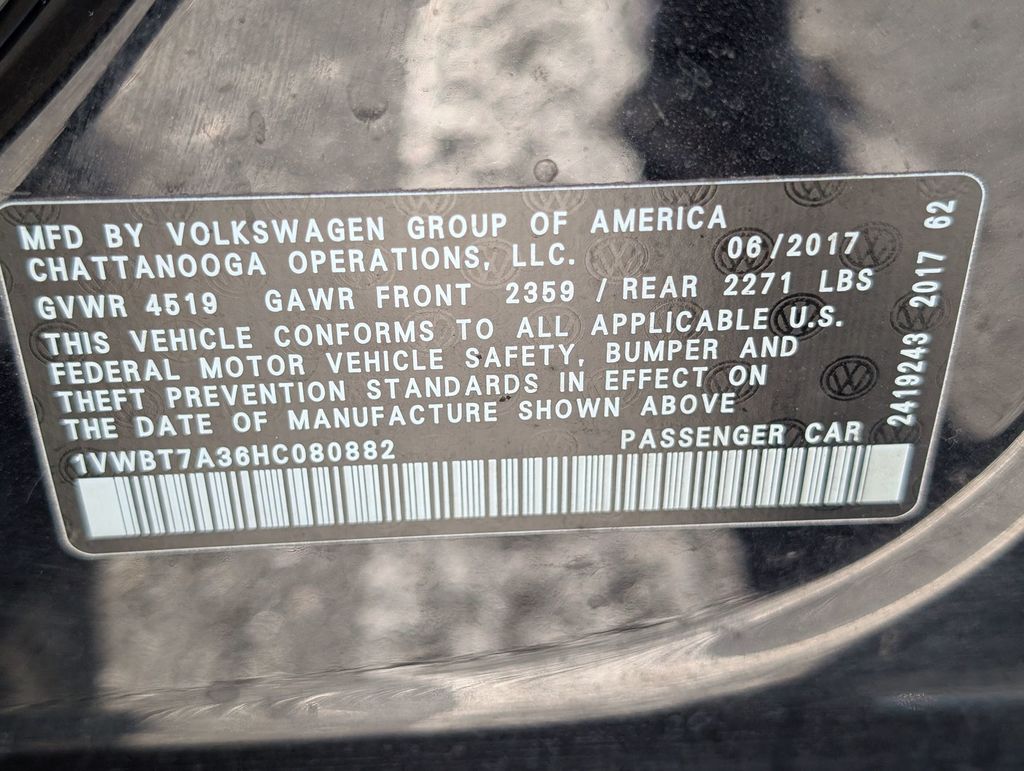 MFD BY VOLKSWAGEN GROUP OF AMERICA
CHATTANOOGA OPERATIONS, LLC. 06/2017
GVWR 4519 GAWR FRONT 2359 / REAR 2271 LBS
THIS VEHICLE CONFORMS TO ALL APPLICABLE U.S.
FEDERAL MOTOR VEHICLE SAFETY, BUMPER AND
THEFT PREVENTION STANDARDS IN EFFECT ON
THE DATE OF MANUFACTURE SHOWN ABOVE
1VWBT7A36HC080882 PASSENGER CAR
2419243 2017 62